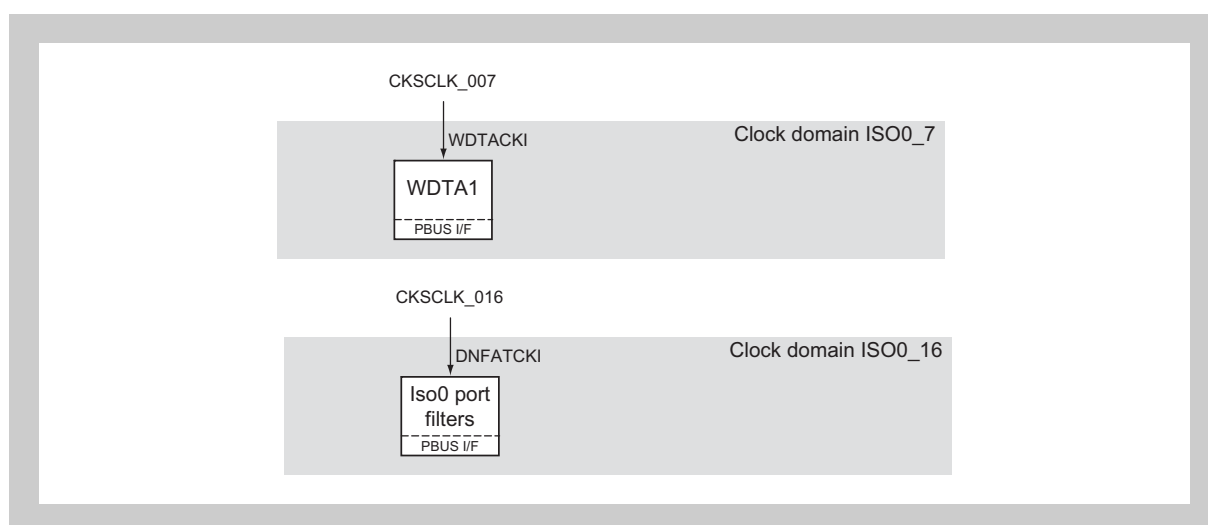 CKSCLK_007
Clock domain ISO0_7
WDTACKI
WDTA1
PBUS I/F
CKSCLK_016
Clock domain ISO0_16
DNFATCKI
Iso0 port
filters
PBUS I/F